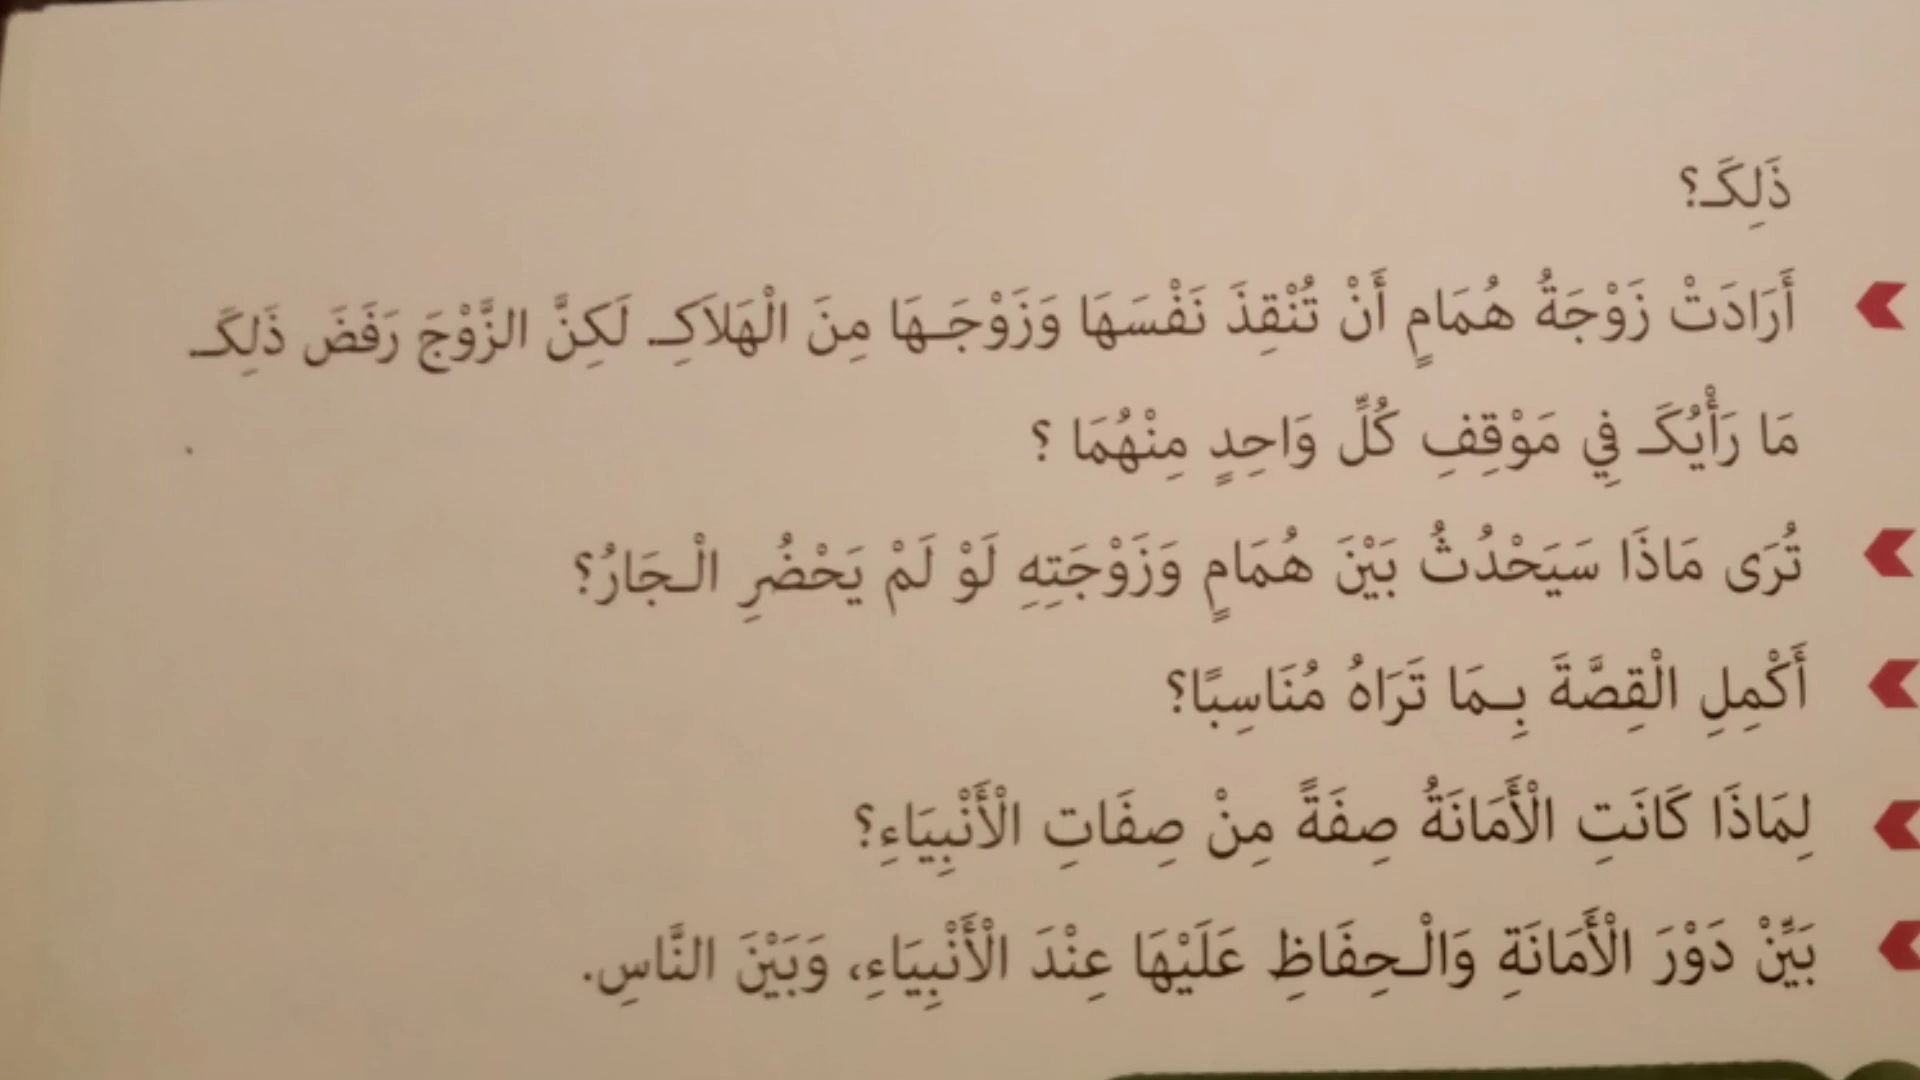 ذَلِكَ؟
أَرَادَتْ زَوْجَةُ هُمَامٍ أَنْ تُنْقِذَ نَفْسَهَا وَزَوْجَهَا مِنَ الْهَلاَكِ لَكِنَّ الزَّوْجَ رَفَضَ ذَلِكَ
مَا رَأْيُكَ فِي مَوْقِفِ كُلِّ وَاحِدٍ مِنْهُمَا ؟
تُرَى مَاذَا سَيَحْدُثُ بَيْنَ هُمَامٍ وَزَوْجَتِهِ لَوْ لَمْ يَحْضُرِ الْجَارُ؟
أَكْمِلِ الْقِصَّةَ بِمَا تَرَاهُ مُنَاسِبًا؟
لِمَاذَا كَانَتِ الْأَمَانَةُ صِفَةً مِنْ صِفَاتِ الْأَنْبِيَاءِ؟
بَيِّنْ دَوْرَ الْأَمَانَةِ وَالْحِفَاظِ عَلَيْهَا عِنْدَ الْأَنْبِيَاءِ، وَبَيْنَ النَّاسِ.